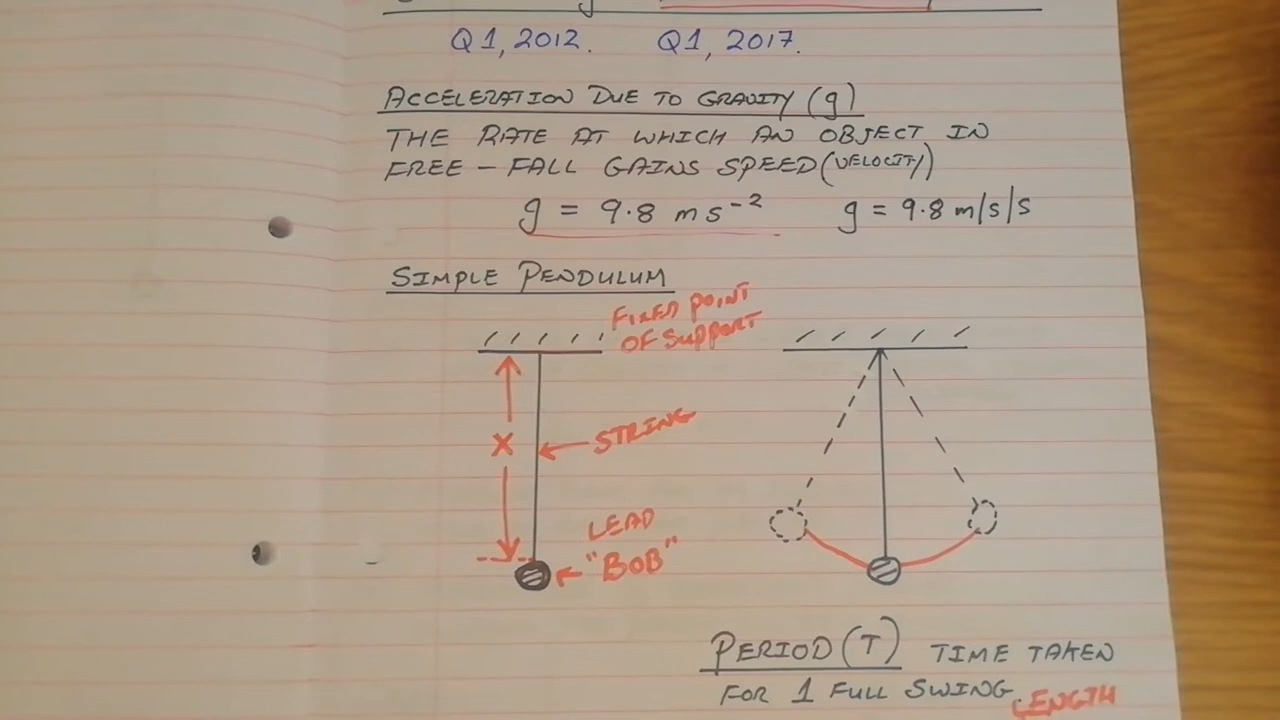 Q1, 2012. Q1, 2017.
ACCELERATION DUE TO GRAVITY (g)
THE RATE AT WHICH AN OBJECT IN
FREE - FALL GAINS SPEED (VELOCITY)
g = 9.8 ms⁻² g = 9.8 m/s/s
SIMPLE PENDULUM
FIXED POINT
OF SUPPORT
X
STRING
LEAD
"BOB"
PERIOD (T) TIME TAKEN
FOR 1 FULL SWING.
LENGTH